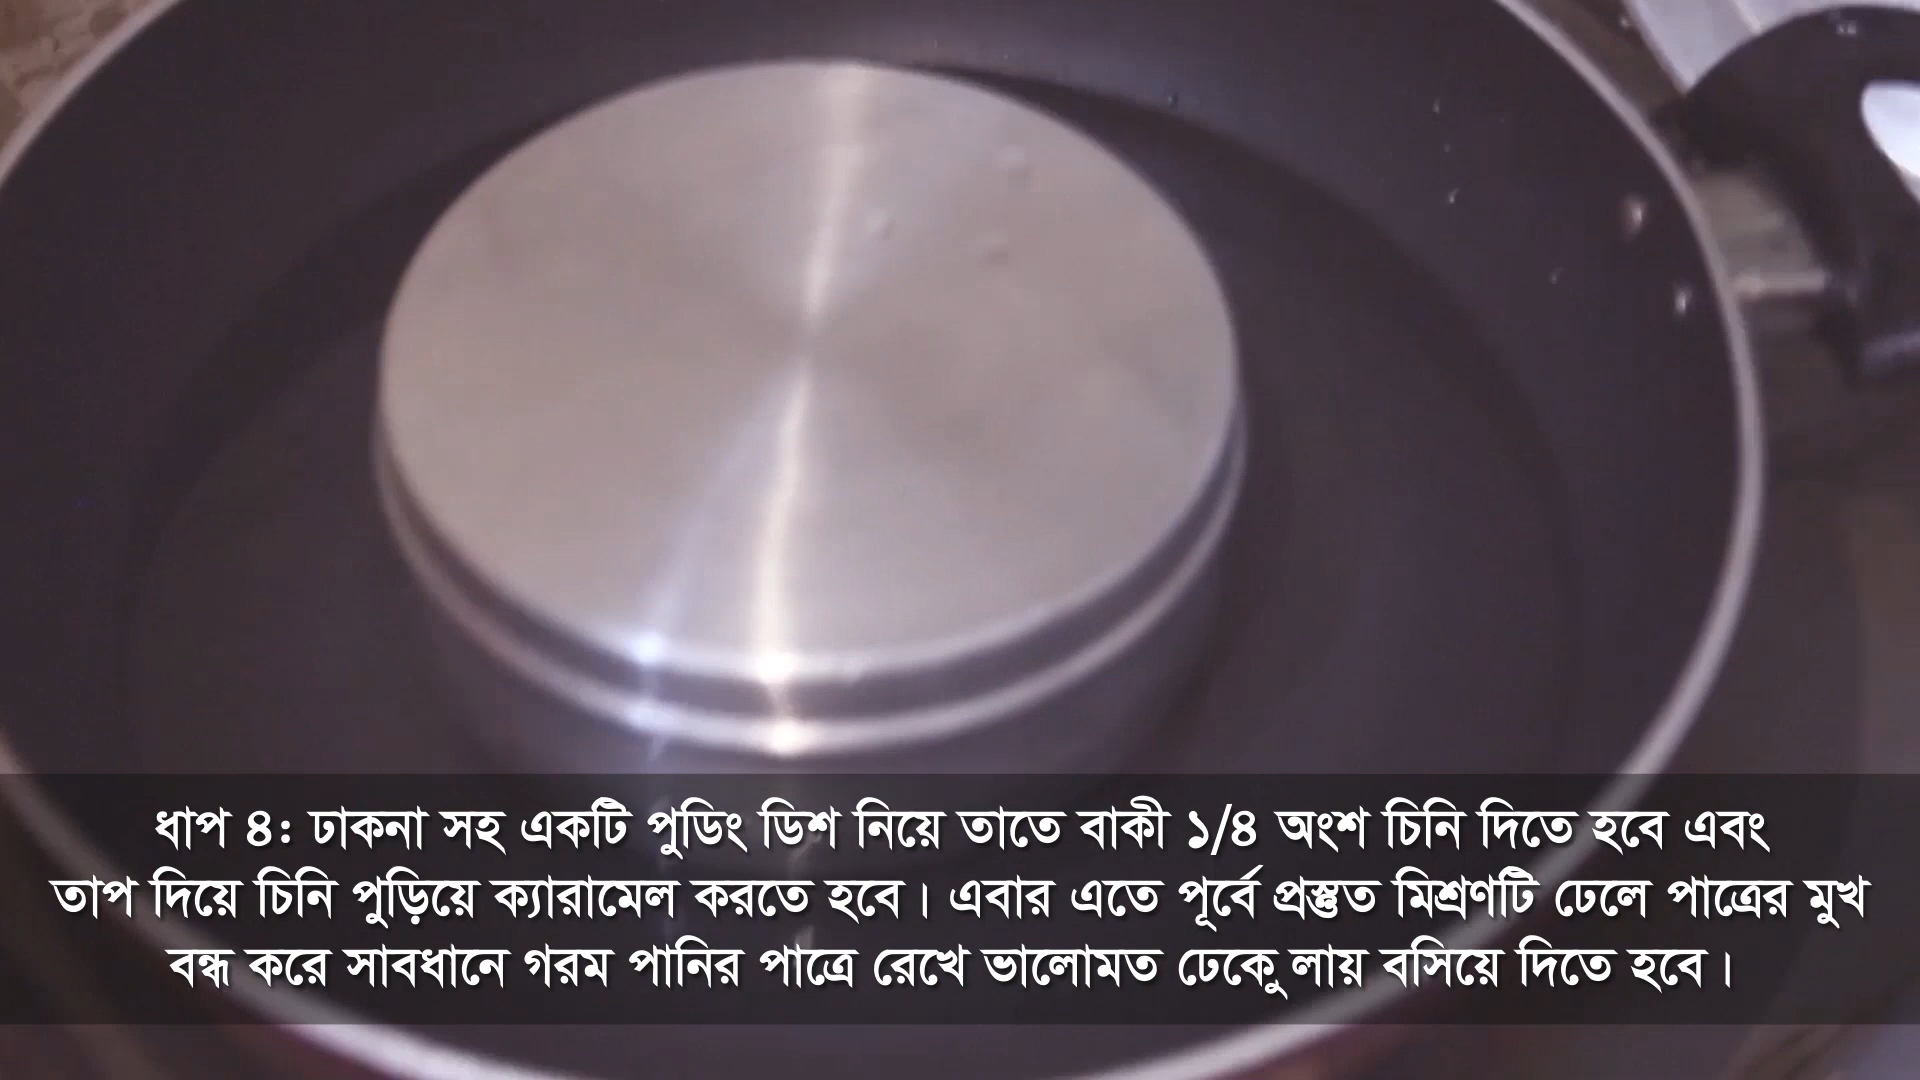 ধাপ ৪: ঢাকনা সহ একটি পুডিং ডিশ নিয়ে তাতে বাকী ১/৪ অংশ চিনি দিতে হবে এবং
তাপ দিয়ে চিনি পুড়িয়ে ক্যারামেল করতে হবে। এবার এতে পূর্বে প্রস্তুত মিশ্রণটি ঢেলে পাত্রের মুখ
বন্ধ করে সাবধানে গরম পানির পাত্রে রেখে ভালোমত ঢেকেু লায় বসিয়ে দিতে হবে।